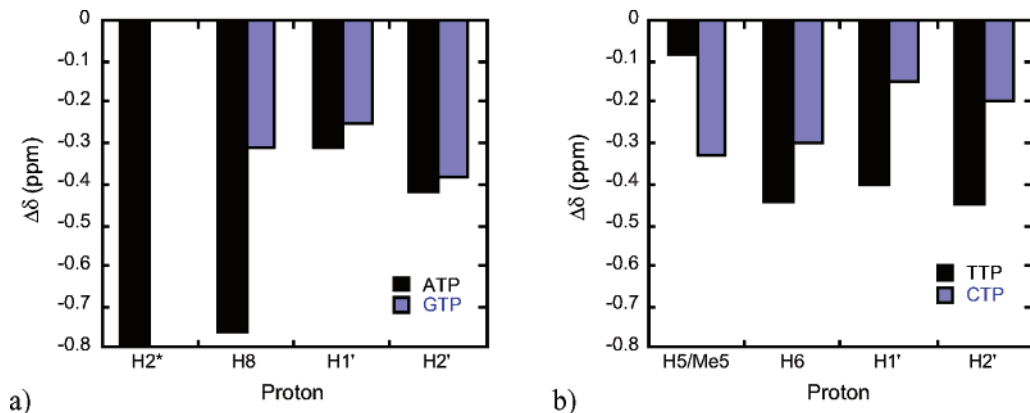 0
-0.1
-0.2
-0.3
-0.4
-0.5
-0.6
-0.7
-0.8
Δδ (ppm)
ATP
GTP
H2* H8 H1' H2'
Proton
a)
0
-0.1
-0.2
-0.3
-0.4
-0.5
-0.6
-0.7
-0.8
Δδ (ppm)
TTP
CTP
H5/Me5 H6 H1' H2'
Proton
b)